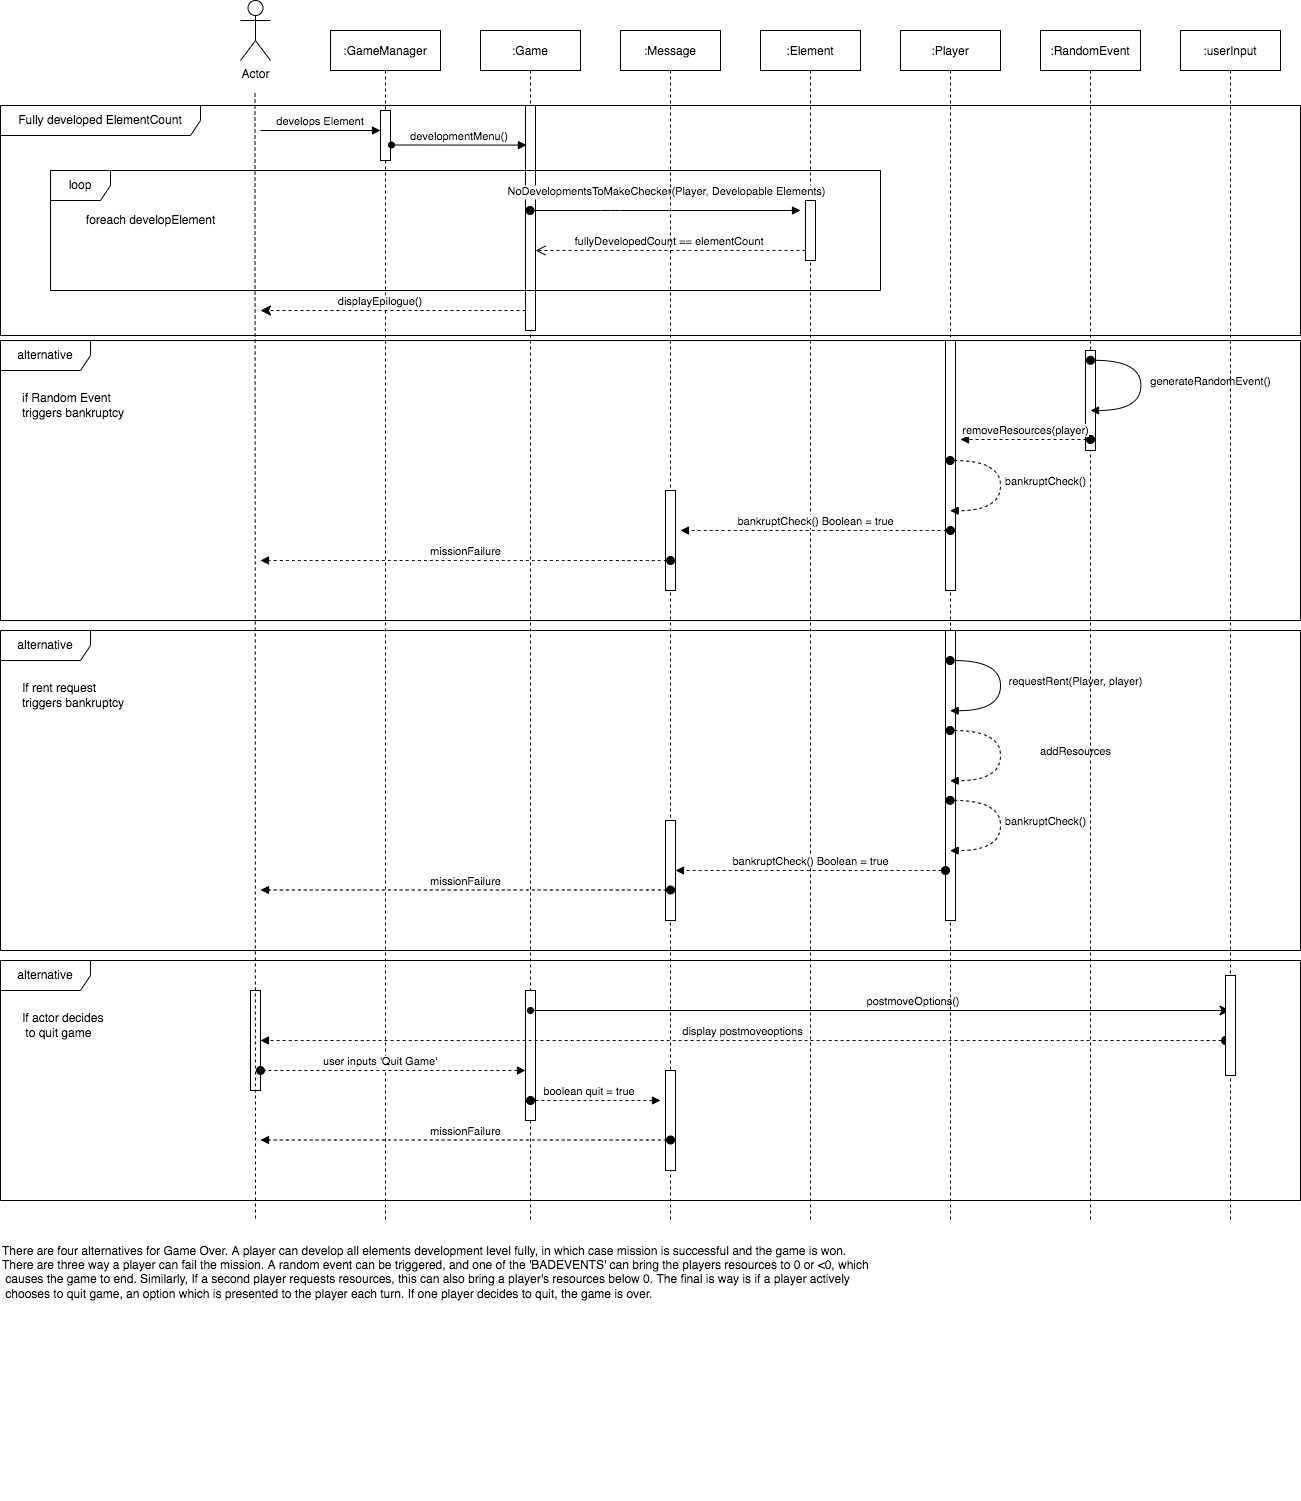 Actor
:GameManager
:Game
:Message
:Element
:Player
:RandomEvent
:userInput
Fully developed ElementCount
develops Element
developmentMenu()
loop
foreach developElement
NoDevelopmentsToMakeChecker(Player, Developable Elements)
fullyDevelopedCount == elementCount
displayEpilogue()
alternative
if Random Event
triggers bankruptcy
generateRandomEvent()
removeResources(player)
bankruptCheck()
bankruptCheck() Boolean = true
missionFailure
alternative
If rent request
triggers bankruptcy
requestRent(Player, player)
addResources
bankruptCheck()
bankruptCheck() Boolean = true
missionFailure
alternative
If actor decides
to quit game
postmoveOptions()
display postmoveoptions
user inputs 'Quit Game'
boolean quit = true
missionFailure
There are four alternatives for Game Over. A player can develop all elements development level fully, in which case mission is successful and the game is won.
There are three way a player can fail the mission. A random event can be triggered, and one of the 'BADEVENTS' can bring the players resources to 0 or <0, which
causes the game to end. Similarly, If a second player requests resources, this can also bring a player's resources below 0. The final is way is if a player actively
chooses to quit game, an option which is presented to the player each turn. If one player decides to quit, the game is over.